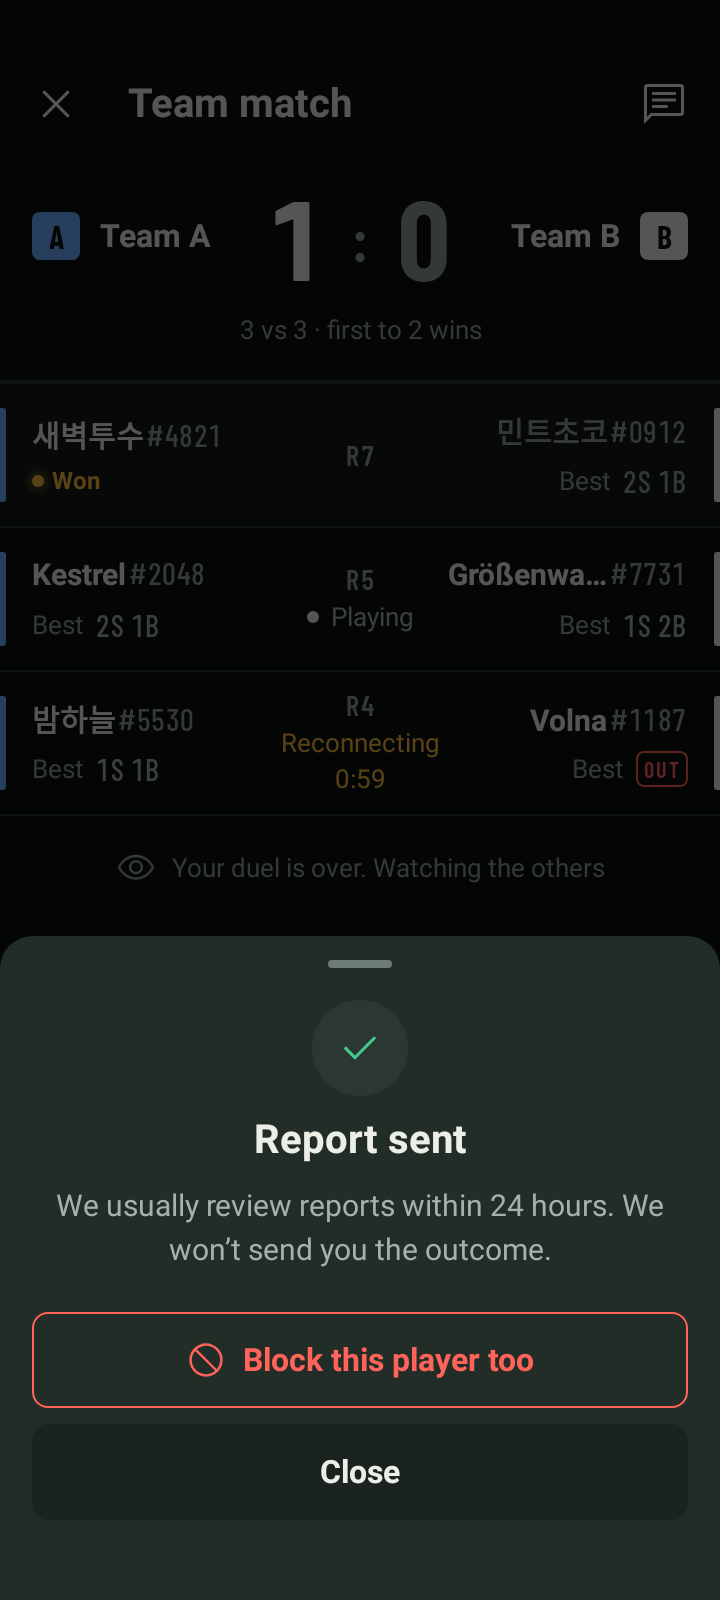 Team match
A Team A 1 : 0 Team B B
3 vs 3 · first to 2 wins
새벽투수#4821 R7 민트초코#0912
Won Best 2S 1B
Kestrel#2048 R5 Größenwa...#7731
Best 2S 1B Playing Best 1S 2B
밤하늘#5530 R4 Volna#1187
Best 1S 1B Reconnecting Best OUT
0:59
Your duel is over. Watching the others
Report sent
We usually review reports within 24 hours. We
won't send you the outcome.
Block this player too
Close